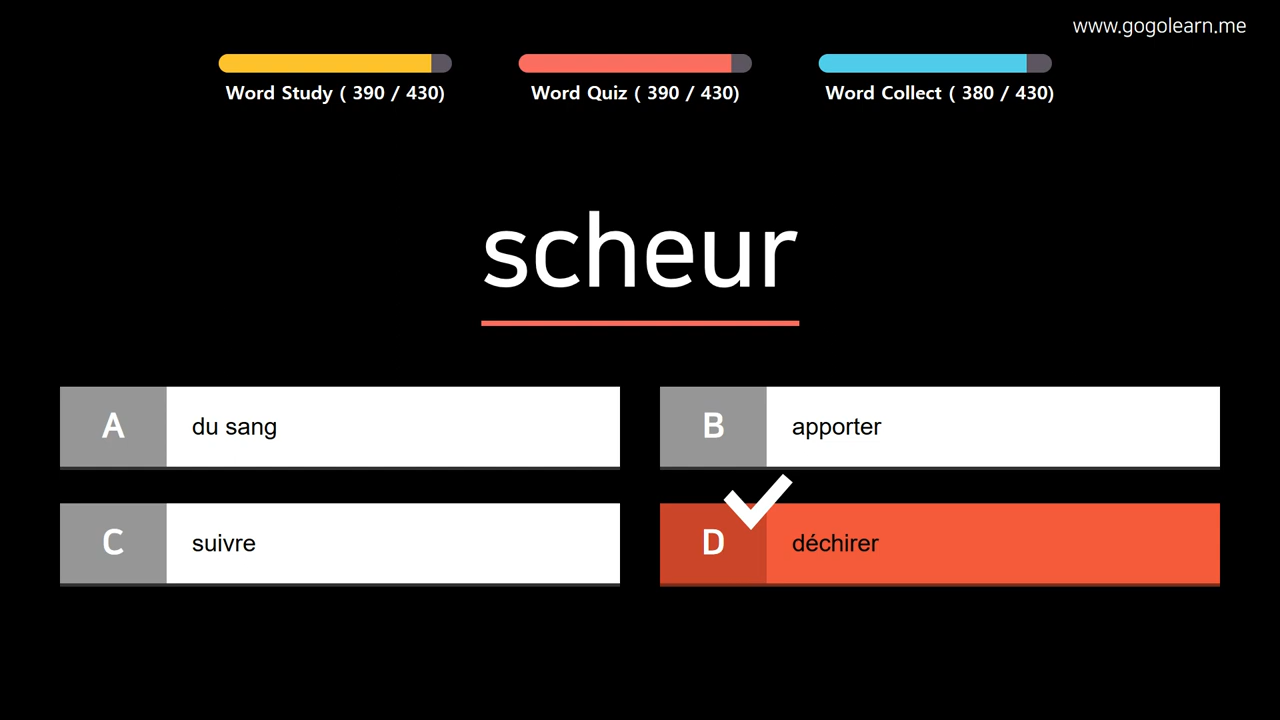 www.gogolearn.me
Word Study ( 390 / 430)
Word Quiz ( 390 / 430)
Word Collect ( 380 / 430)
scheur
A du sang
B apporter
C suivre
D déchirer